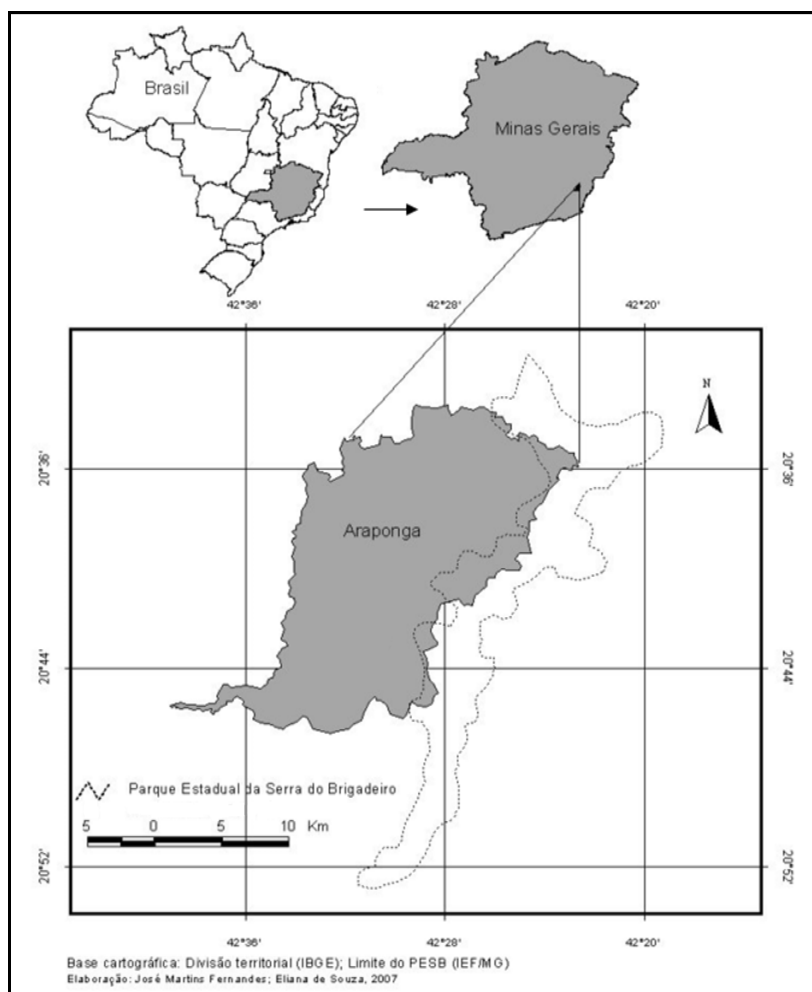 Brasil
Minas Gerais
42°36' 42°28' 42°20'
N
20°36' 20°36'
Araponga
20°44' 20°44'
Parque Estadual da Serra do Brigadeiro
5 0 5 10 Km
20°52' 20°52'
42°36' 42°28' 42°20'
Base cartográfica: Divisão territorial (IBGE); Limite do PESB (IEF/MG)
Elaboração: José Martins Fernandes; Eliana de Souza, 2007